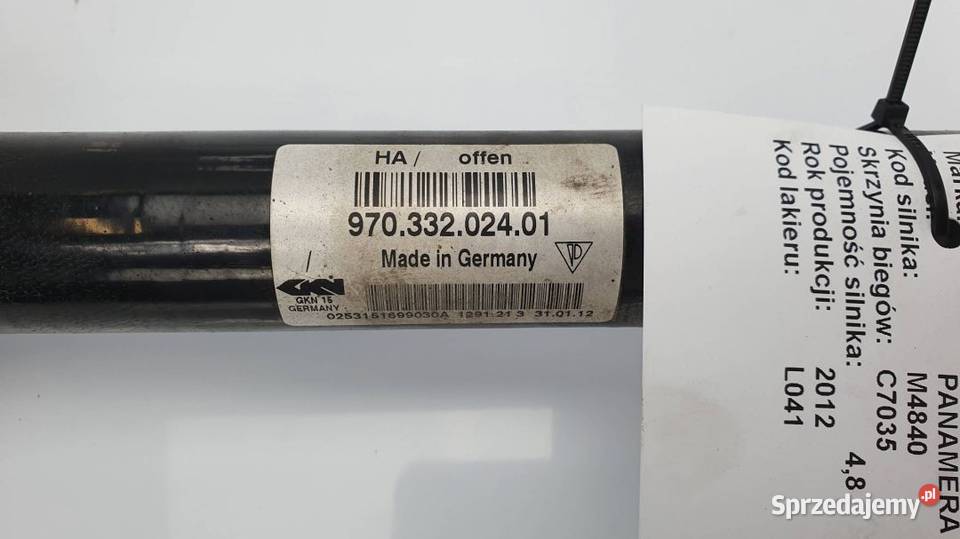 HA / offen
970.332.024.01
Made in Germany
/
GKN
GKN 15
GERMANY
0253151699030A 1291 21 3 31.01.12
PANAMERA
Kod silnika: M4840
Skrzynia biegów: C7035
Pojemność silnika: 4,8
Rok produkcji: 2012
Kod lakieru: L041
Sprzedajemy.pl